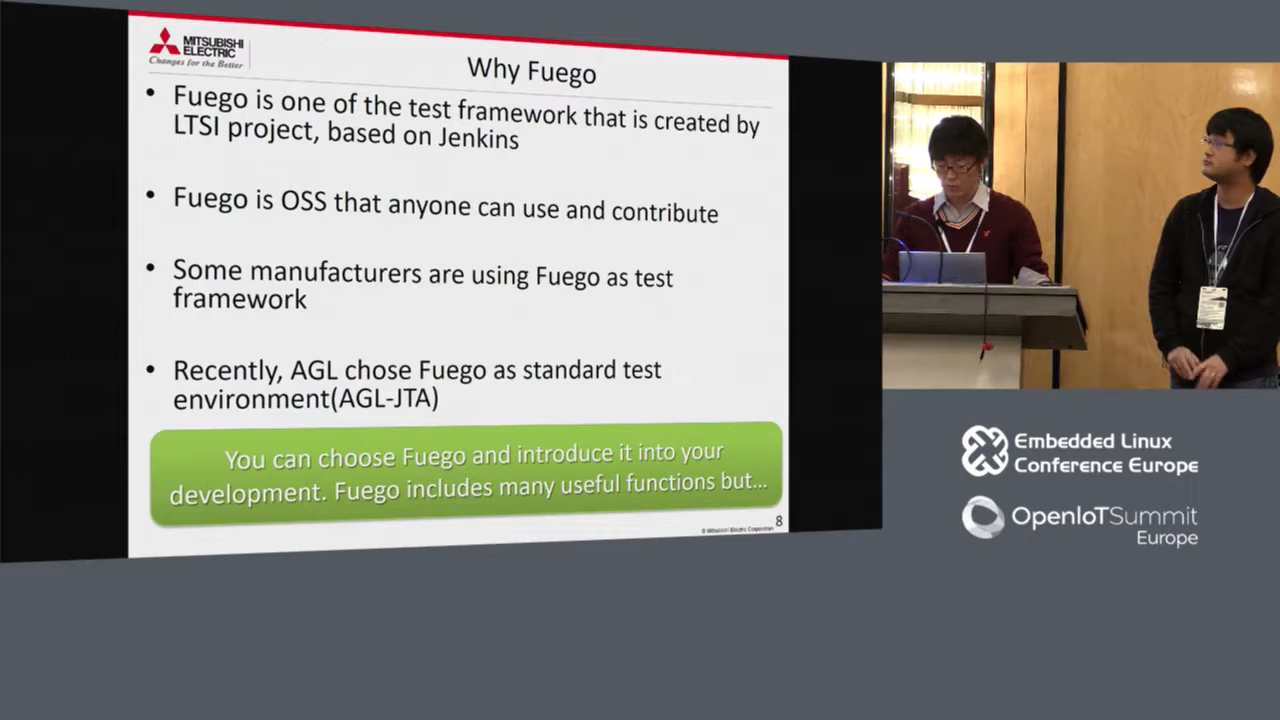 MITSUBISHI
ELECTRIC
Changes for the Better
Why Fuego
• Fuego is one of the test framework that is created by
LTSI project, based on Jenkins
• Fuego is OSS that anyone can use and contribute
• Some manufacturers are using Fuego as test
framework
• Recently, AGL chose Fuego as standard test
environment(AGL-JTA)
You can choose Fuego and introduce it into your
development. Fuego includes many useful functions but...
8
© Mitsubishi Electric Corporation
Embedded Linux
Conference Europe
OpenIoTSummit
Europe